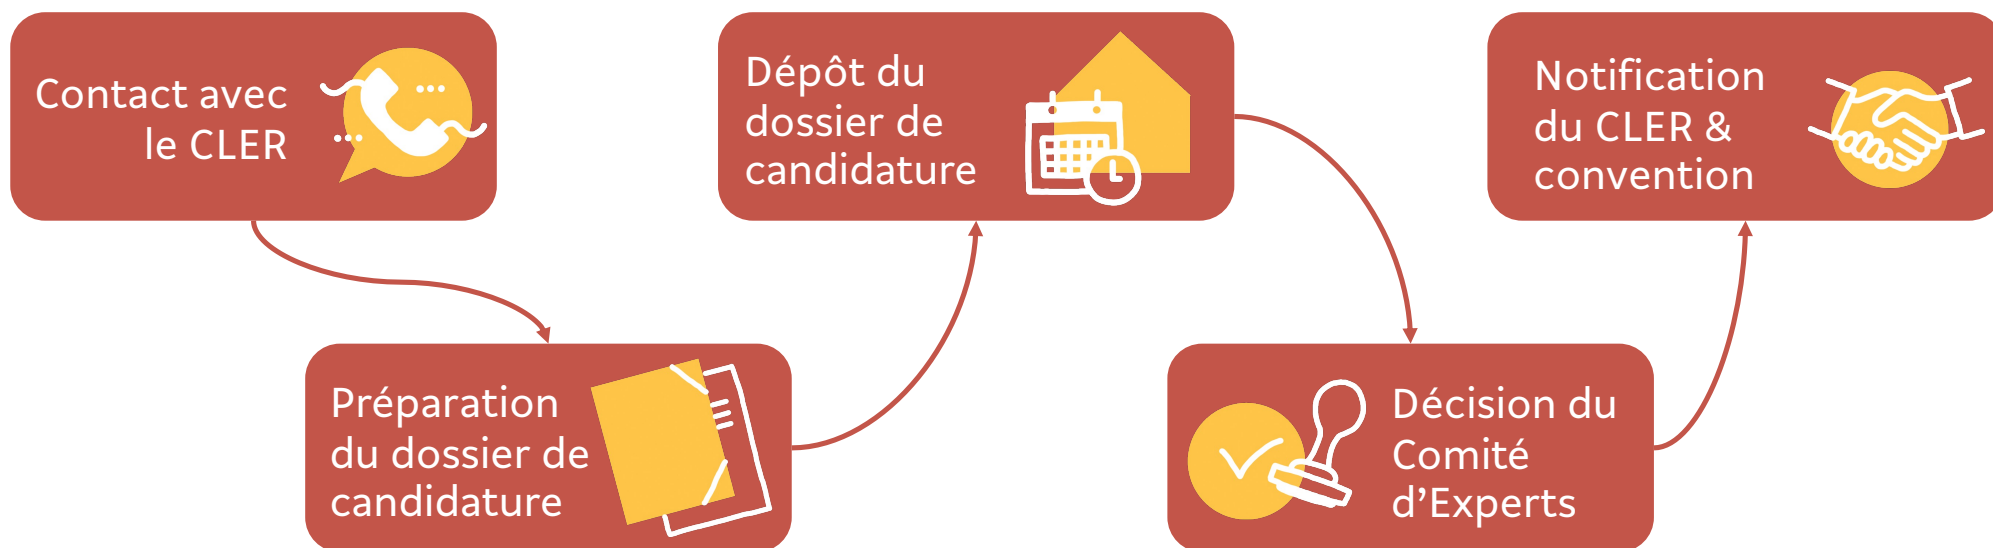 Contact avec
le CLER
Préparation
du dossier de
candidature
Dépôt du
dossier de
candidature
Décision du
Comité
d’Experts
Notification
du CLER &
convention